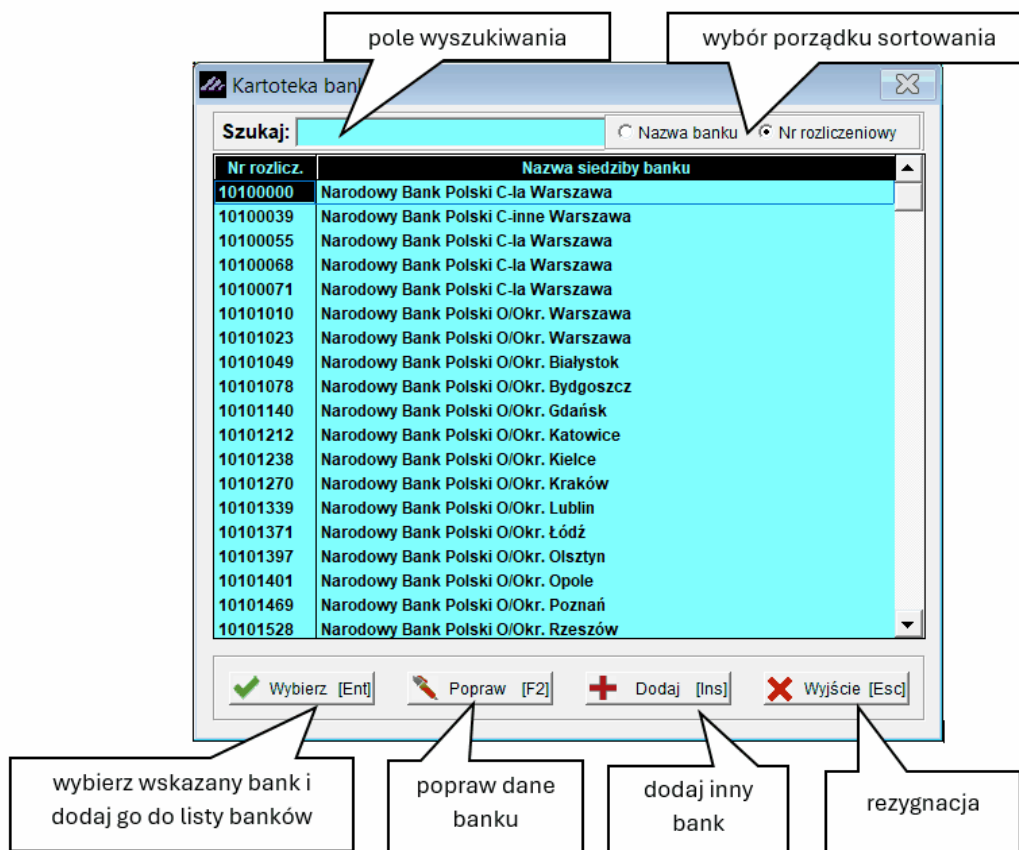 pole wyszukiwania
wybór porządku sortowania
Kartoteka ban
Szukaj:
Nazwa banku
Nr rozliczeniowy
Nr rozlicz. Nazwa siedziby banku
10100000 Narodowy Bank Polski C-la Warszawa
10100039 Narodowy Bank Polski C-inne Warszawa
10100055 Narodowy Bank Polski C-la Warszawa
10100068 Narodowy Bank Polski C-la Warszawa
10100071 Narodowy Bank Polski C-la Warszawa
10101010 Narodowy Bank Polski O/Okr. Warszawa
10101023 Narodowy Bank Polski O/Okr. Warszawa
10101049 Narodowy Bank Polski O/Okr. Białystok
10101078 Narodowy Bank Polski O/Okr. Bydgoszcz
10101140 Narodowy Bank Polski O/Okr. Gdańsk
10101212 Narodowy Bank Polski O/Okr. Katowice
10101238 Narodowy Bank Polski O/Okr. Kielce
10101270 Narodowy Bank Polski O/Okr. Kraków
10101339 Narodowy Bank Polski O/Okr. Lublin
10101371 Narodowy Bank Polski O/Okr. Łódź
10101397 Narodowy Bank Polski O/Okr. Olsztyn
10101401 Narodowy Bank Polski O/Okr. Opole
10101469 Narodowy Bank Polski O/Okr. Poznań
10101528 Narodowy Bank Polski O/Okr. Rzeszów
Wybierz [Ent]
Popraw [F2]
Dodaj [Ins]
Wyjście [Esc]
wybierz wskazany bank i
dodaj go do listy banków
popraw dane
banku
dodaj inny
bank
rezygnacja